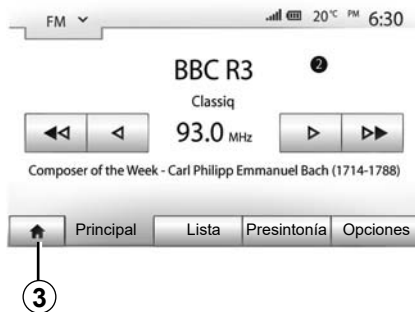 FM 20°C PM 6:30
BBC R3 2
Classiq
93.0 MHz
Composer of the Week - Carl Philipp Emmanuel Bach (1714-1788)
Principal Lista Presintonía Opciones
3